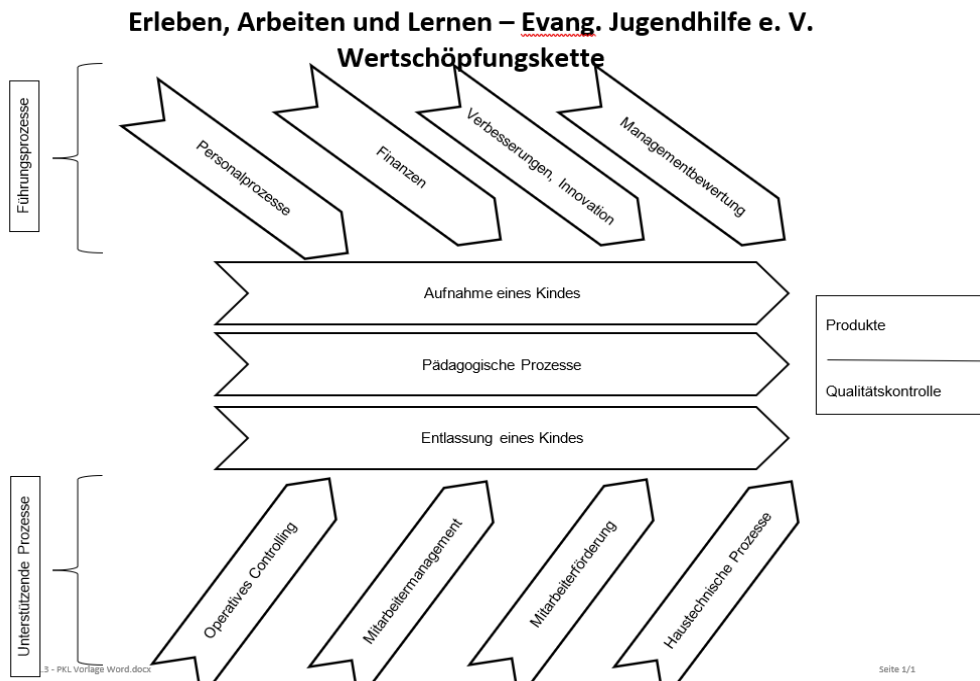 Erleben, Arbeiten und Lernen – Evang. Jugendhilfe e. V.
Wertschöpfungskette
Führungsprozesse
Personalprozesse
Finanzen
Verbesserungen, Innovation
Managementbewertung
Aufnahme eines Kindes
Pädagogische Prozesse
Entlassung eines Kindes
Produkte
Qualitätskontrolle
Unterstützende Prozesse
Operatives Controlling
Mitarbeitermanagement
Mitarbeiterförderung
Haustechnische Prozesse
.3 - PKL Vorlage Word.docx
Seite 1/1